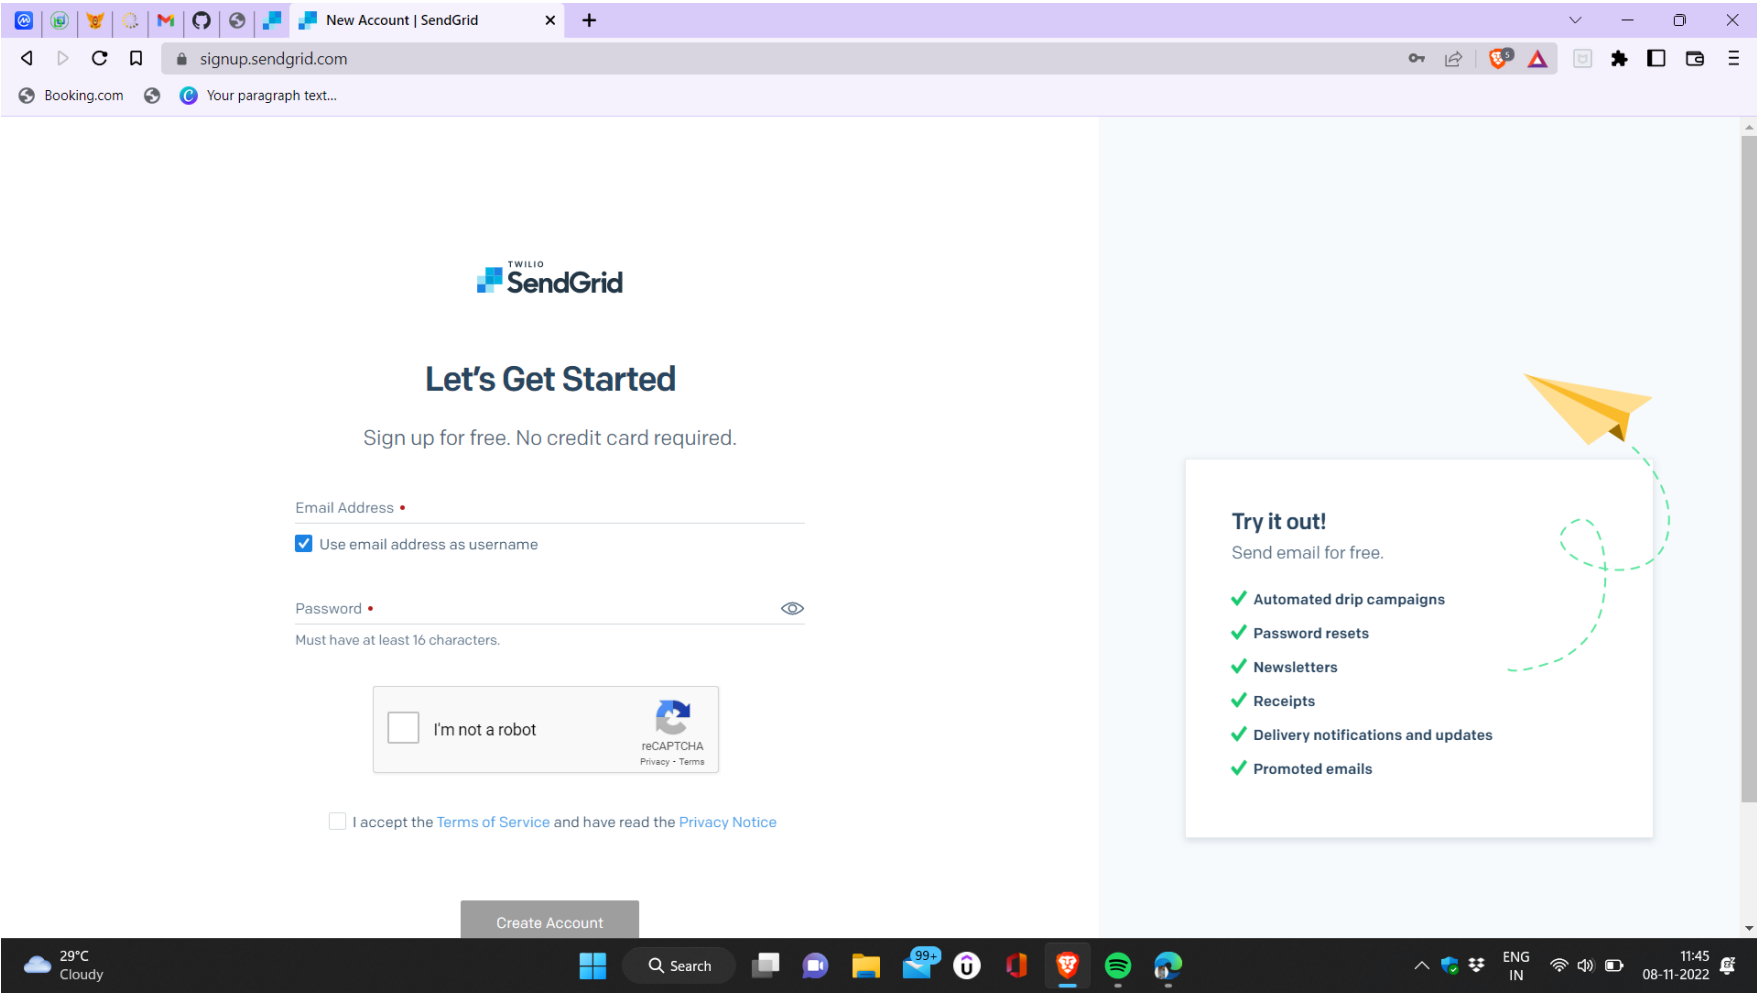 New Account | SendGrid
signup.sendgrid.com
5
Booking.com
Your paragraph text...
TWILIO
SendGrid
Let's Get Started
Sign up for free. No credit card required.
Email Address •
Use email address as username
Password •
Must have at least 16 characters.
I'm not a robot
reCAPTCHA
Privacy - Terms
I accept the Terms of Service and have read the Privacy Notice
Create Account
Try it out!
Send email for free.
Automated drip campaigns
Password resets
Newsletters
Receipts
Delivery notifications and updates
Promoted emails
29°C
Cloudy
Search
99+
ENG
IN
11:45
08-11-2022